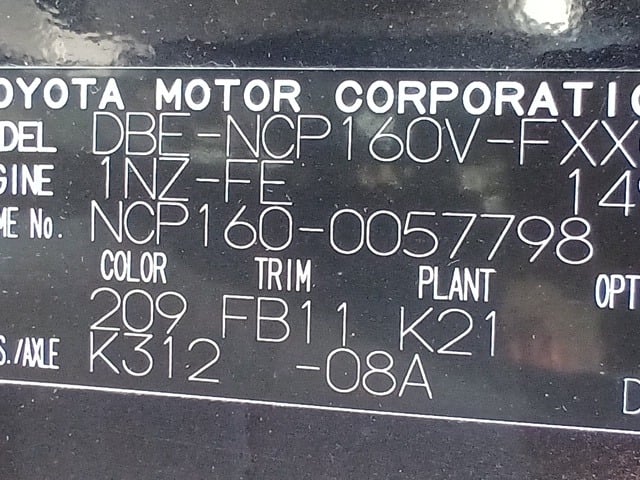 OYOTA MOTOR CORPORATIO
DEL DBE-NCP160V-FXX
GINE 1NZ-FE 14
ME No. NCP160-0057798
COLOR TRIM PLANT OPT
209 FB11 K21
S./AXLE K312 -08A
D